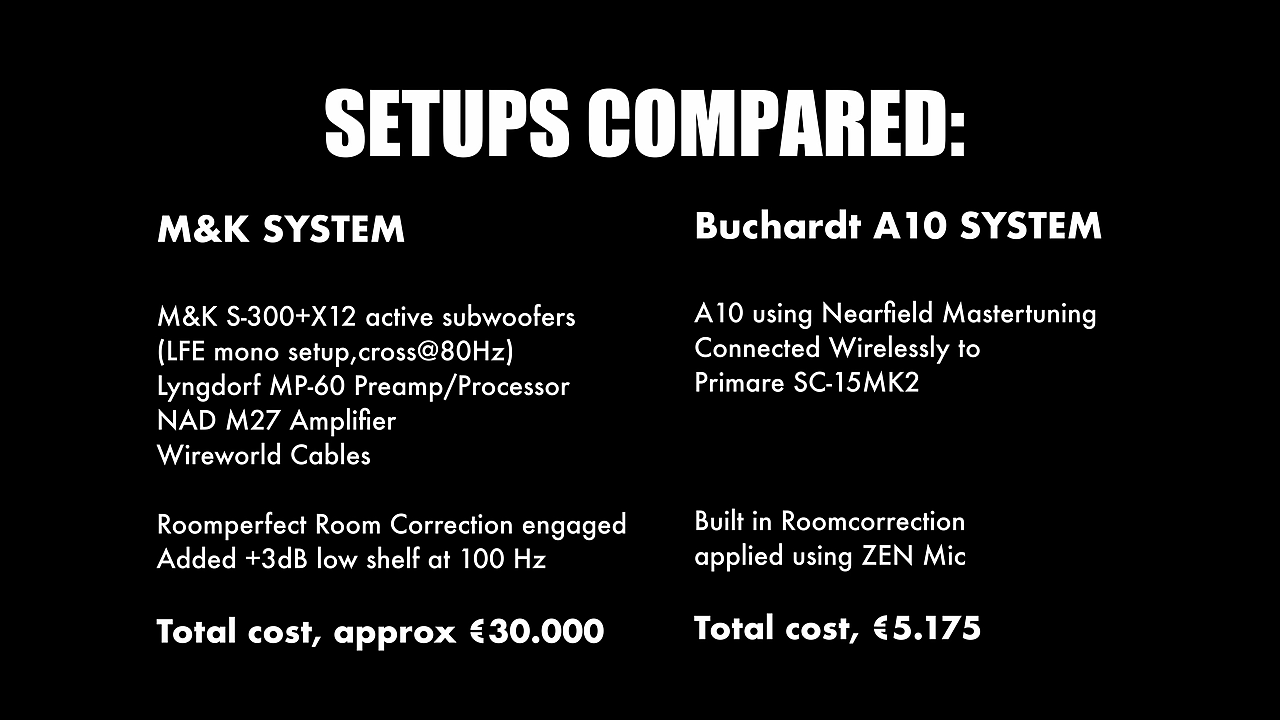 SETUPS COMPARED:
M&K SYSTEM
M&K S-300+X12 active subwoofers
(LFE mono setup,cross@80Hz)
Lyngdorf MP-60 Preamp/Processor
NAD M27 Amplifier
Wireworld Cables
Roomperfect Room Correction engaged
Added +3dB low shelf at 100 Hz
Total cost, approx €30.000
Buchardt A10 SYSTEM
A10 using Nearfield Mastertuning
Connected Wirelessly to
Primare SC-15MK2
Built in Roomcorrection
applied using ZEN Mic
Total cost, €5.175